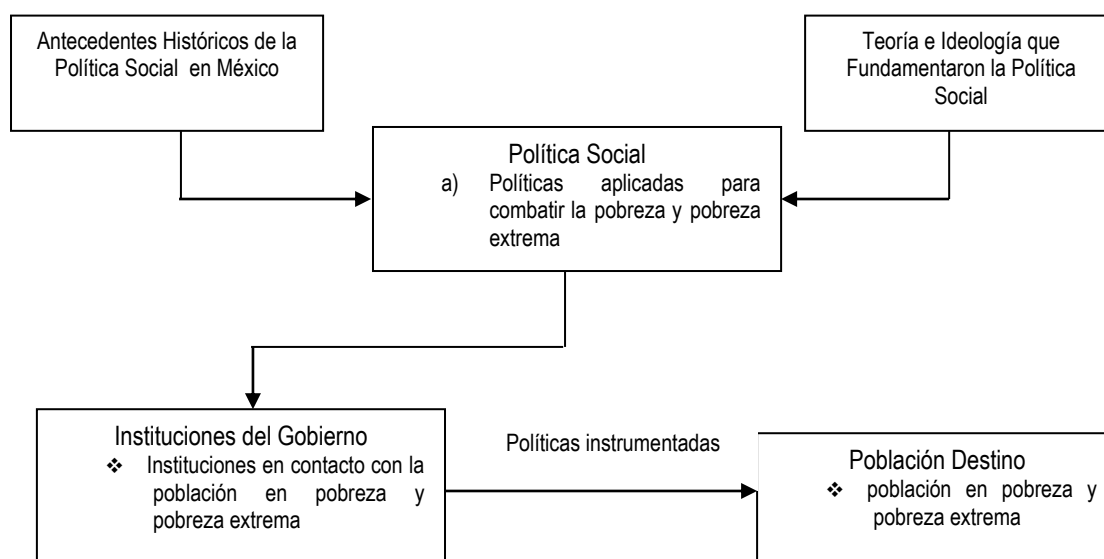 Antecedentes Históricos de la
Política Social en México
Teoría e Ideología que
Fundamentaron la Política
Social
Política Social
a) Políticas aplicadas para
combatir la pobreza y pobreza
extrema
Instituciones del Gobierno
❖ Instituciones en contacto con la
población en pobreza y
pobreza extrema
Políticas instrumentadas
Población Destino
❖ población en pobreza y
pobreza extrema